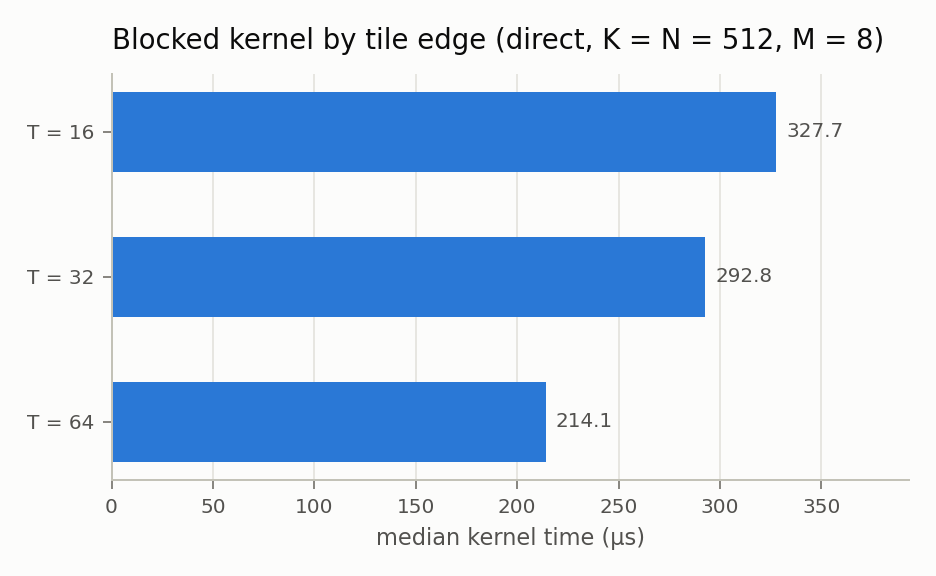 Blocked kernel by tile edge (direct, K = N = 512, M = 8)
T = 16
327.7
T = 32
292.8
T = 64
214.1
0 50 100 150 200 250 300 350
median kernel time (µs)